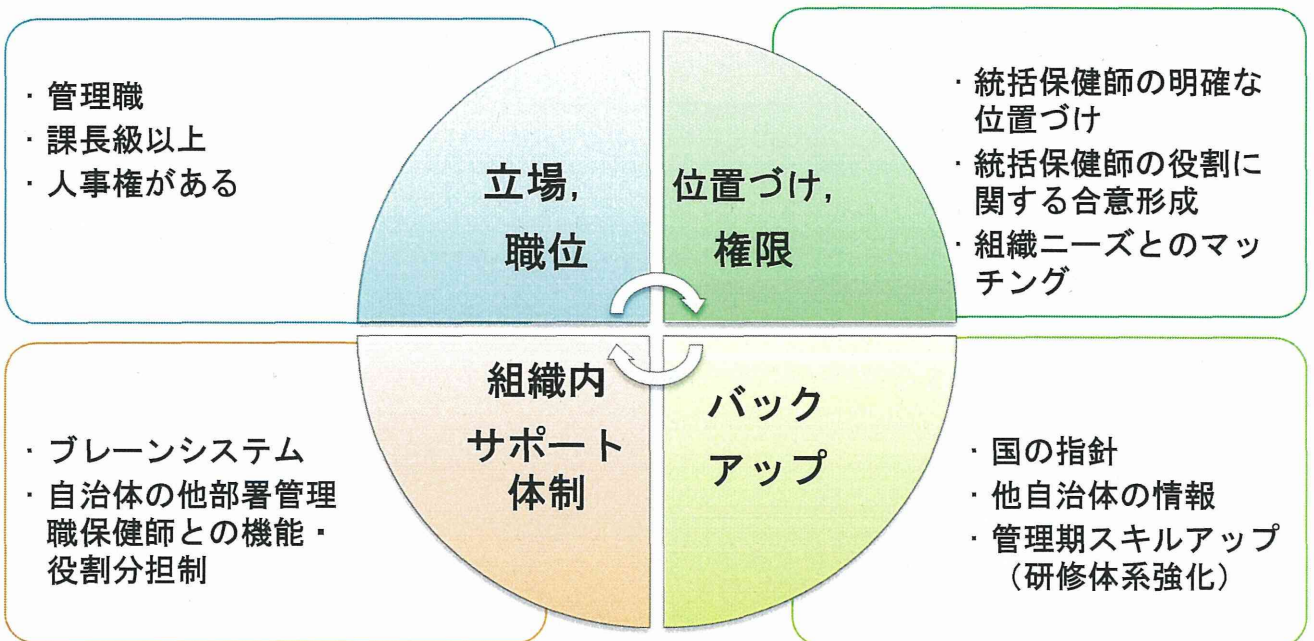 ・管理職
・課長級以上
・人事権がある
立場,
職位
位置づけ,
権限
・統括保健師の明確な
位置づけ
・統括保健師の役割に
関する合意形成
・組織ニーズとのマッ
チング
・ブレーンシステム
・自治体の他部署管理
職保健師との機能・
役割分担制
組織内
サポート
体制
バック
アップ
・国の指針
・他自治体の情報
・管理期スキルアップ
（研修体系強化）